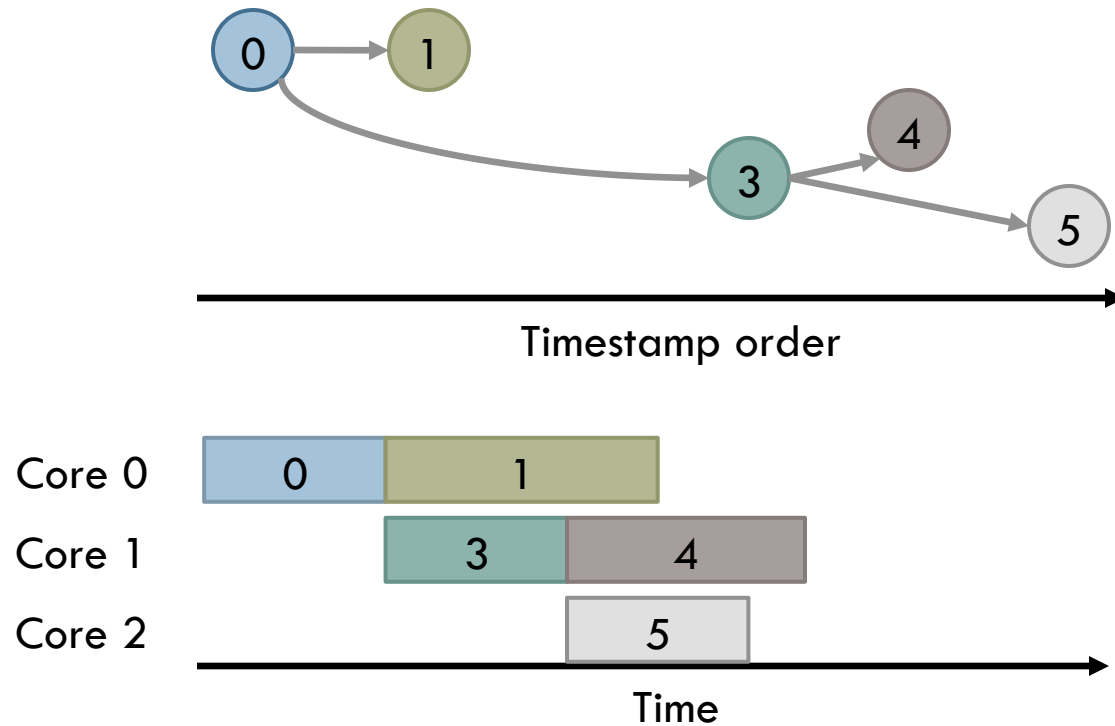 0
1
4
3
5
Timestamp order
Core 0 0 1
Core 1 3 4
Core 2 5
Time